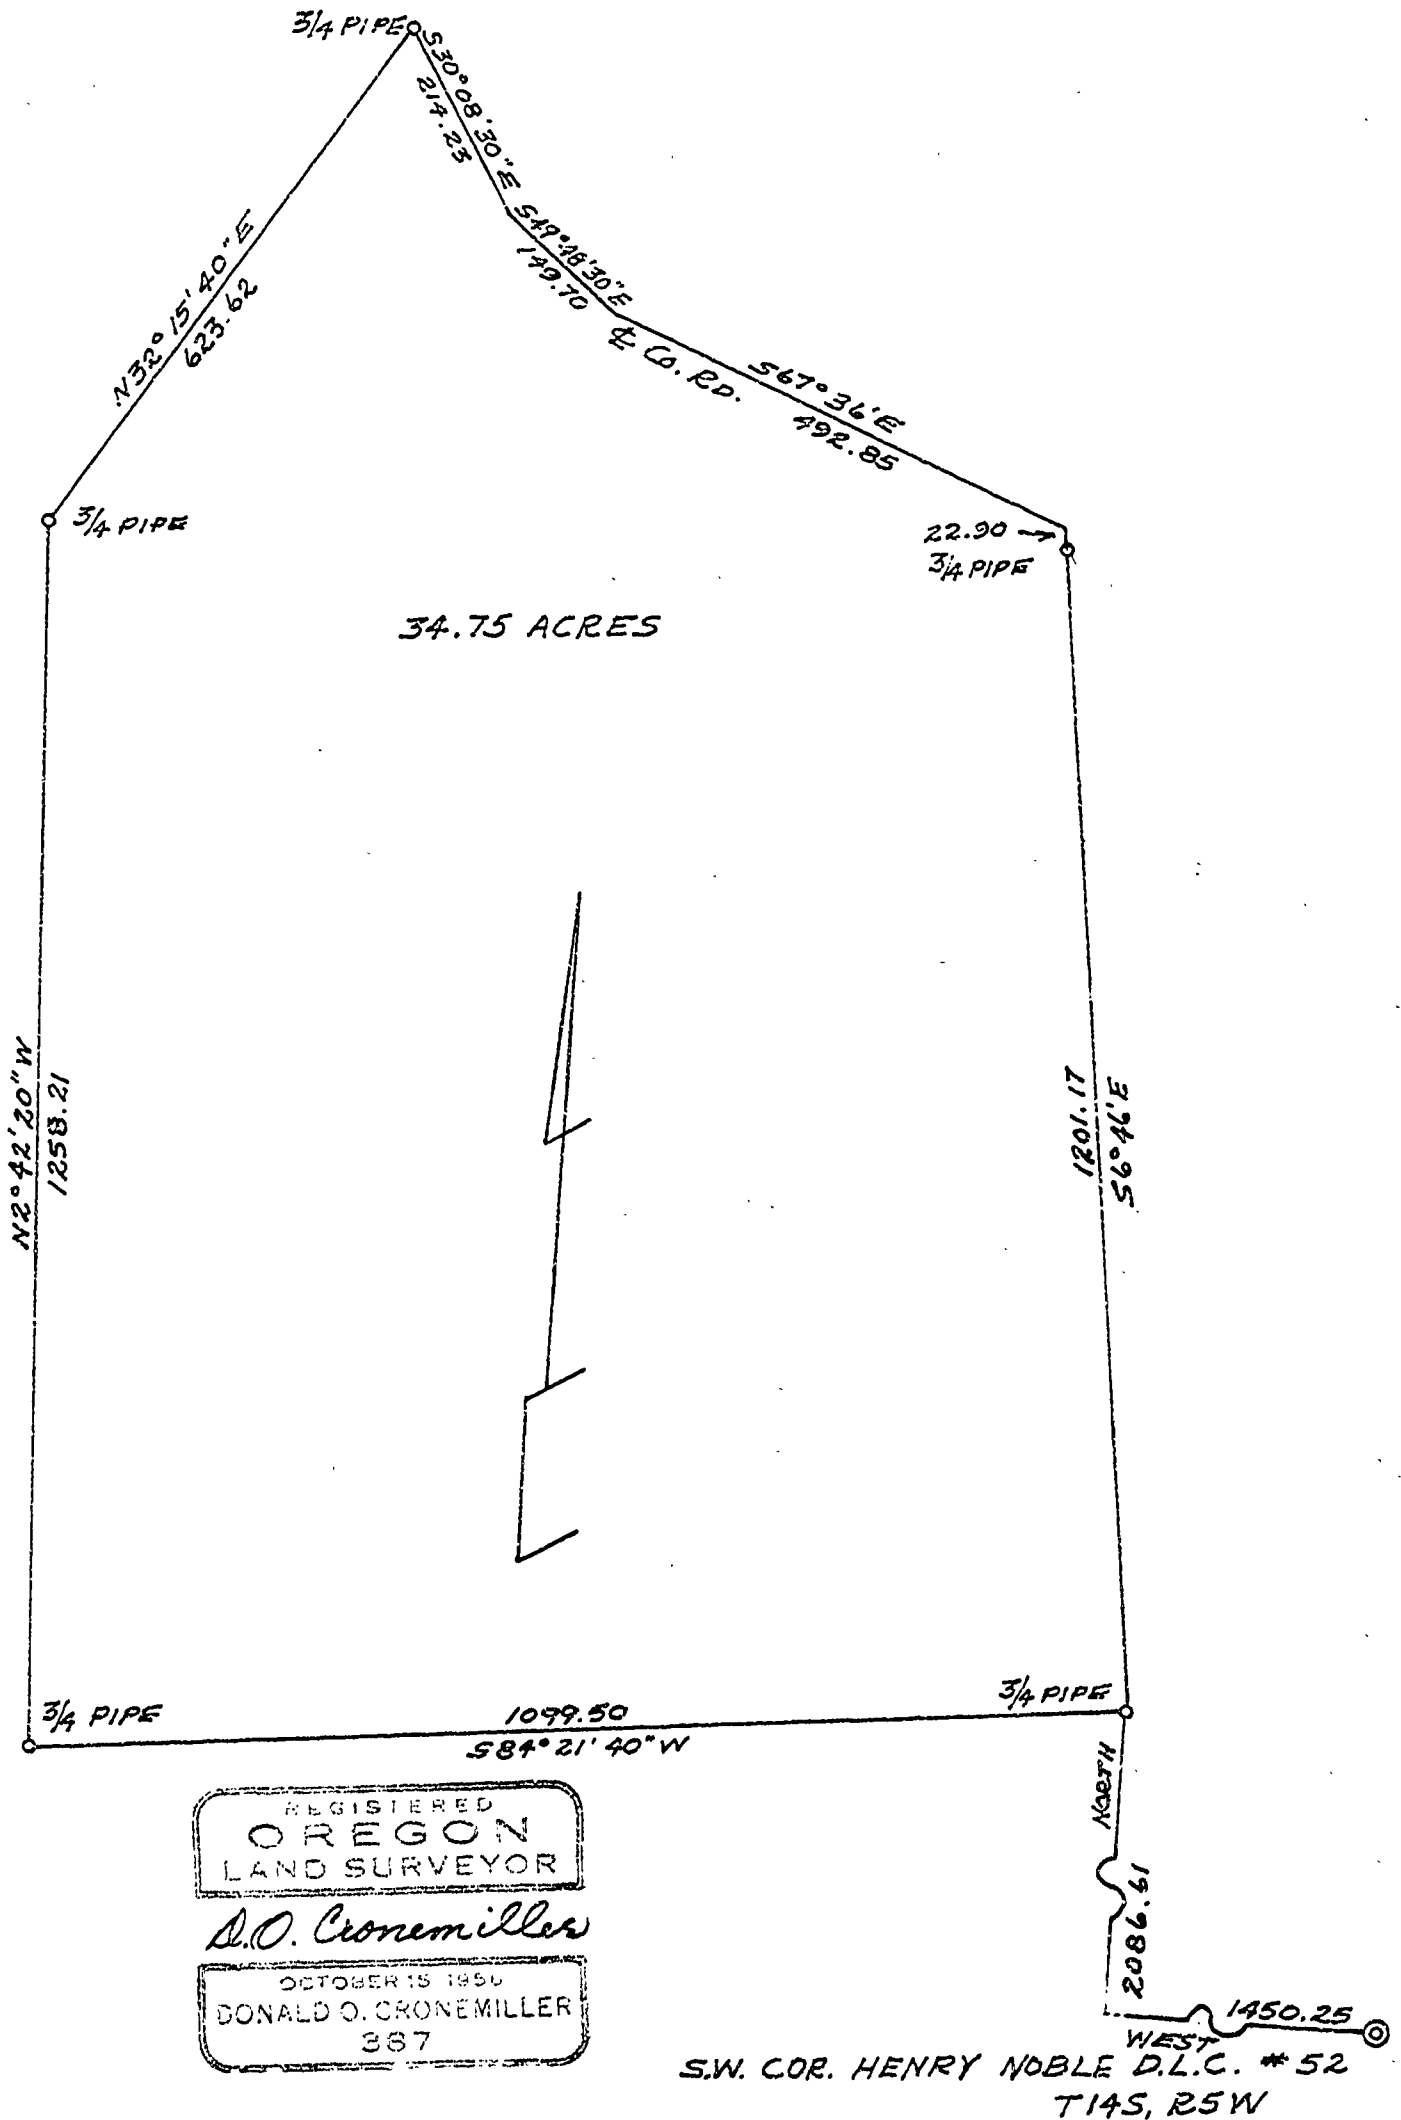 3/4 PIPE
S30°08'30"E
214.23
S49°48'30"E
149.70
℄ CO. RD.
S67°36'E
492.85
N32°15'40"E
623.62
3/4 PIPE
22.90
3/4 PIPE
34.75 ACRES
N2°42'20"W
1258.21
1201.17
S6°46'E
3/4 PIPE
1099.50
S84°21'40"W
3/4 PIPE
NORTH
2086.61
1450.25
WEST
S.W. COR. HENRY NOBLE D.L.C. #52
T14S, R5W
REGISTERED
OREGON
LAND SURVEYOR
D.O. Cronemiller
OCTOBER 15 1950
DONALD O. CRONEMILLER
387